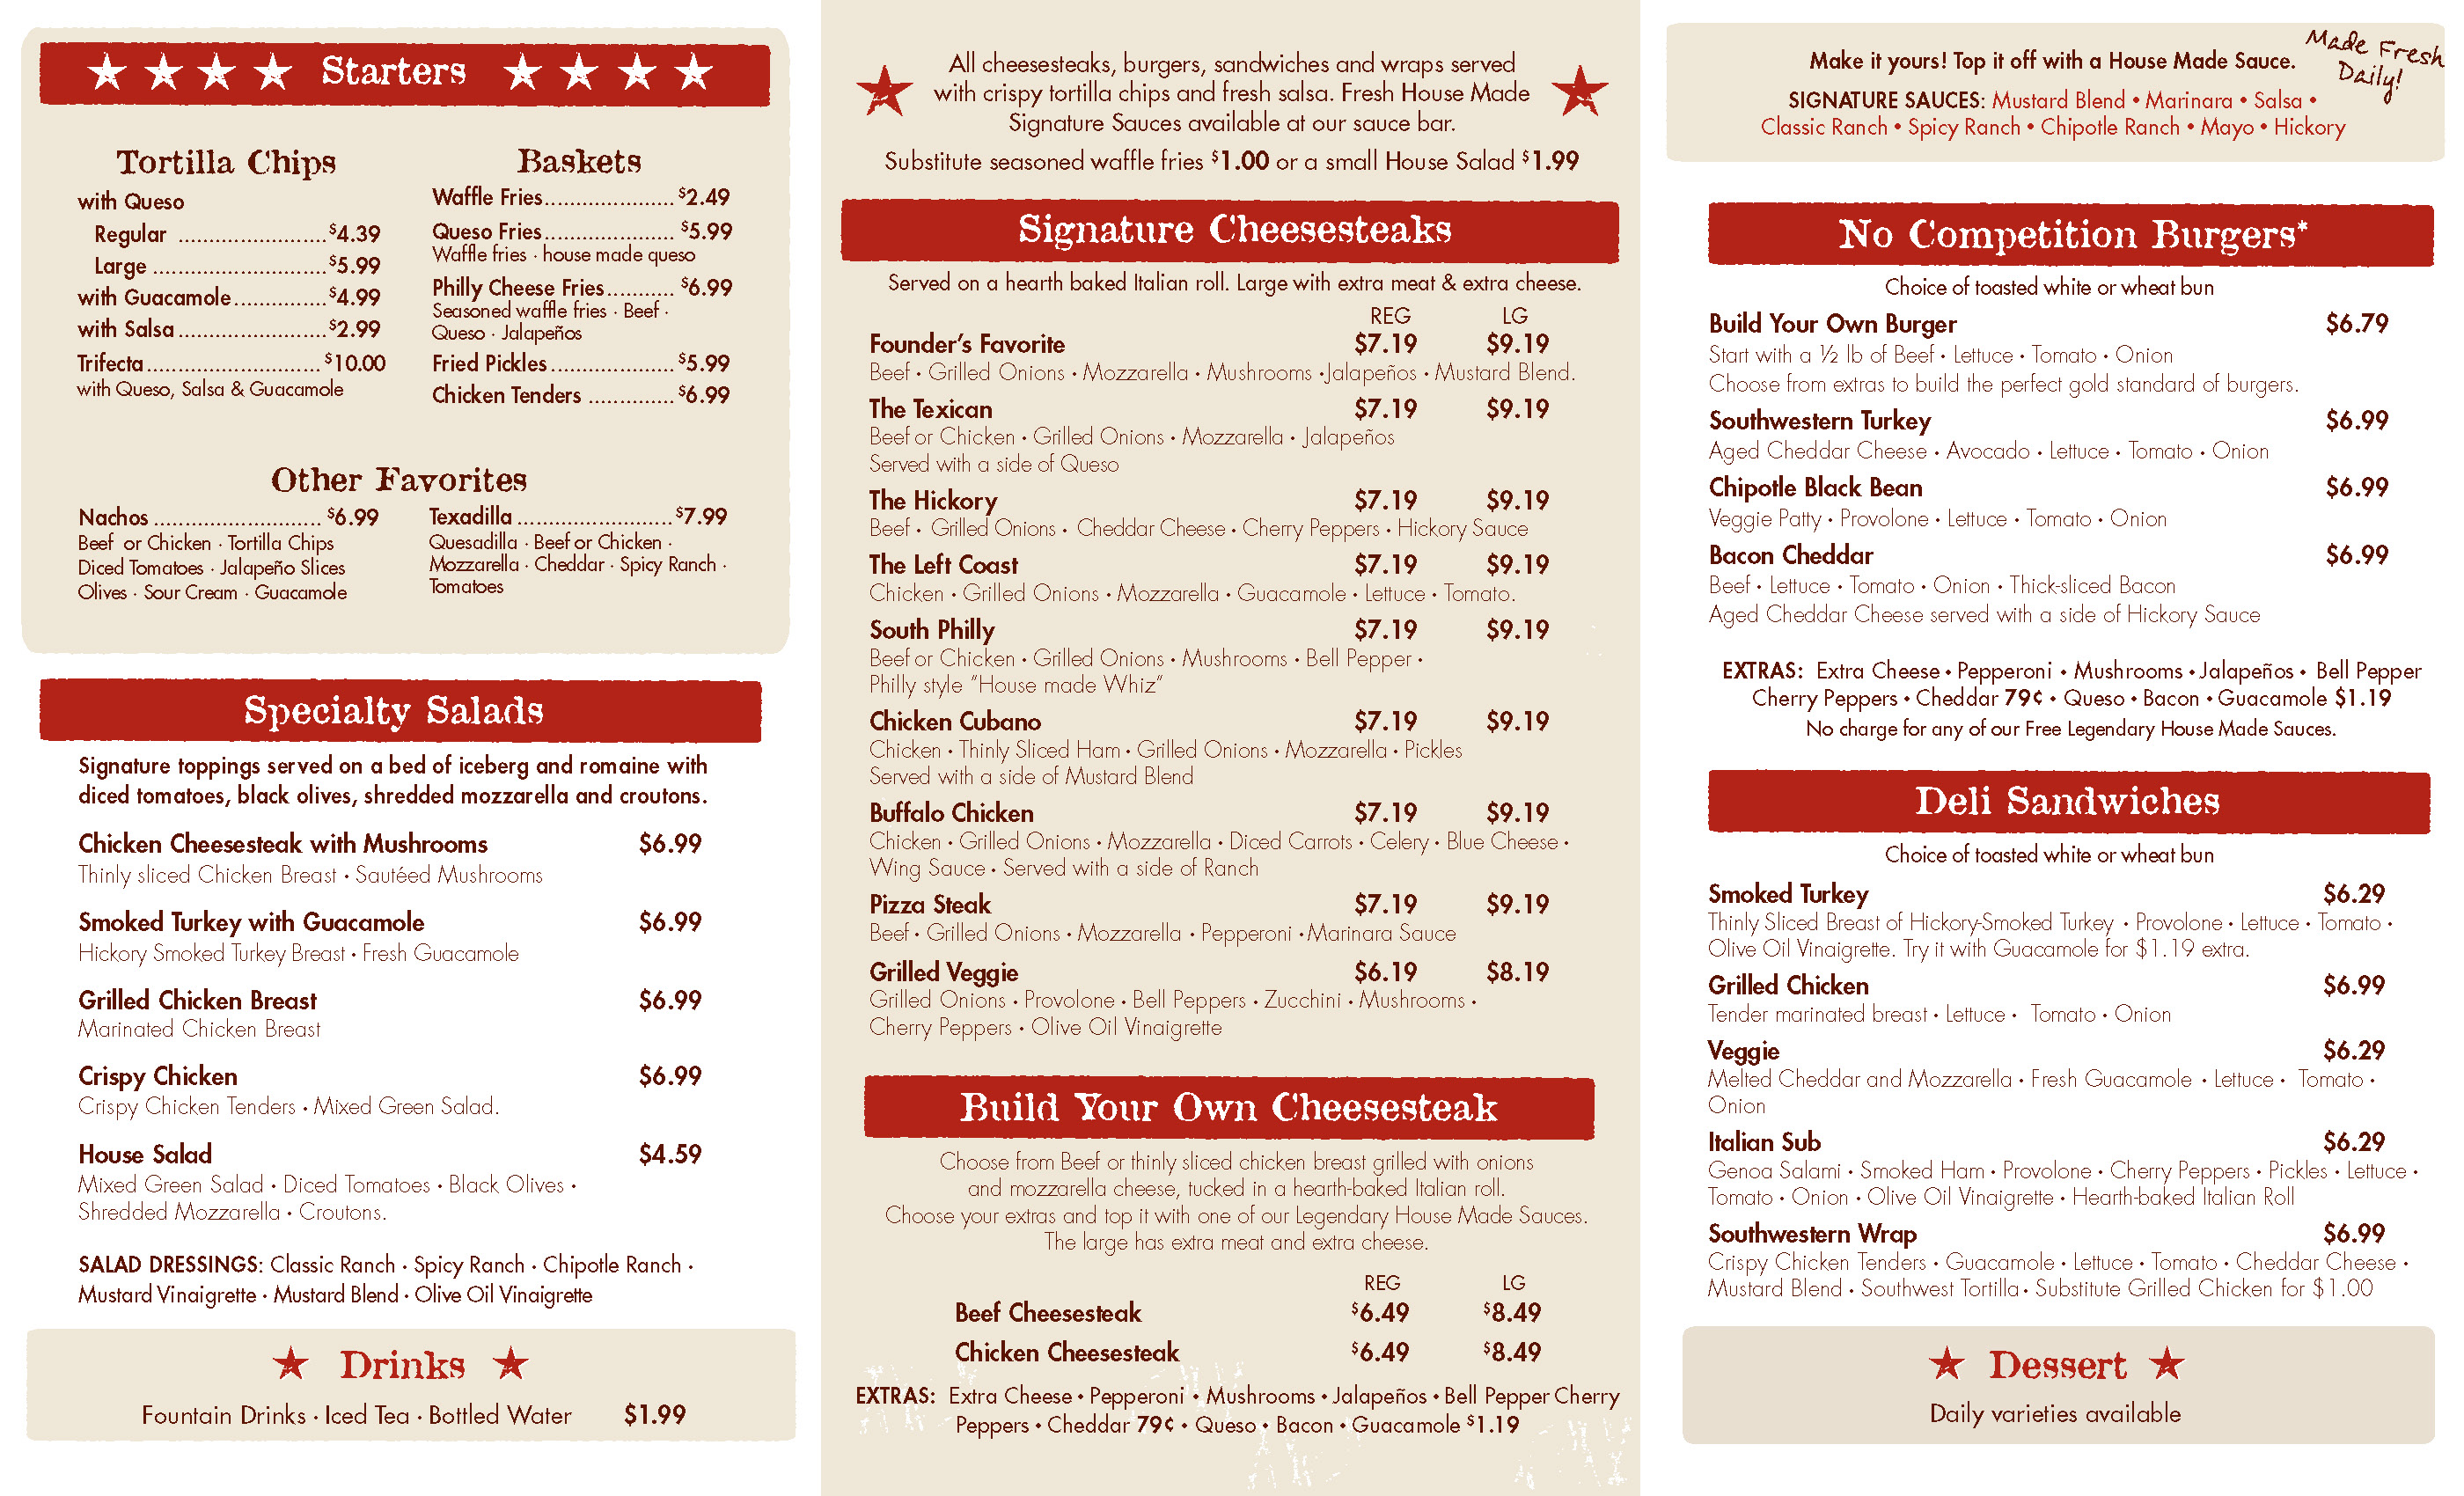 Starters
Tortilla Chips
with Queso
Regular ........................$4.39
Large ............................$5.99
with Guacamole...............$4.99
with Salsa........................$2.99
Trifecta............................$10.00
with Queso, Salsa & Guacamole
Baskets
Waffle Fries.....................$2.49
Queso Fries.....................$5.99
Waffle fries · house made queso
Philly Cheese Fries...........$6.99
Seasoned waffle fries · Beef ·
Queso · Jalapeños
Fried Pickles....................$5.99
Chicken Tenders ..............$6.99
Other Favorites
Nachos ...........................$6.99
Beef or Chicken · Tortilla Chips
Diced Tomatoes · Jalapeño Slices
Olives · Sour Cream · Guacamole
Texadilla.........................$7.99
Quesadilla · Beef or Chicken ·
Mozzarella · Cheddar · Spicy Ranch ·
Tomatoes
Specialty Salads
Signature toppings served on a bed of iceberg and romaine with
diced tomatoes, black olives, shredded mozzarella and croutons.
Chicken Cheesesteak with Mushrooms $6.99
Thinly sliced Chicken Breast • Sautéed Mushrooms
Smoked Turkey with Guacamole $6.99
Hickory Smoked Turkey Breast • Fresh Guacamole
Grilled Chicken Breast $6.99
Marinated Chicken Breast
Crispy Chicken $6.99
Crispy Chicken Tenders • Mixed Green Salad.
House Salad $4.59
Mixed Green Salad • Diced Tomatoes • Black Olives •
Shredded Mozzarella • Croutons.
SALAD DRESSINGS: Classic Ranch • Spicy Ranch • Chipotle Ranch •
Mustard Vinaigrette • Mustard Blend • Olive Oil Vinaigrette
Drinks
Fountain Drinks · Iced Tea · Bottled Water $1.99
All cheesesteaks, burgers, sandwiches and wraps served
with crispy tortilla chips and fresh salsa. Fresh House Made
Signature Sauces available at our sauce bar.
Substitute seasoned waffle fries $1.00 or a small House Salad $1.99
Signature Cheesesteaks
Served on a hearth baked Italian roll. Large with extra meat & extra cheese.
REG LG
Founder's Favorite $7.19 $9.19
Beef • Grilled Onions • Mozzarella • Mushrooms •Jalapeños • Mustard Blend.
The Texican $7.19 $9.19
Beef or Chicken • Grilled Onions • Mozzarella • Jalapeños
Served with a side of Queso
The Hickory $7.19 $9.19
Beef • Grilled Onions • Cheddar Cheese • Cherry Peppers • Hickory Sauce
The Left Coast $7.19 $9.19
Chicken • Grilled Onions • Mozzarella • Guacamole • Lettuce • Tomato.
South Philly $7.19 $9.19
Beef or Chicken • Grilled Onions • Mushrooms • Bell Pepper •
Philly style "House made Whiz"
Chicken Cubano $7.19 $9.19
Chicken • Thinly Sliced Ham • Grilled Onions • Mozzarella • Pickles
Served with a side of Mustard Blend
Buffalo Chicken $7.19 $9.19
Chicken • Grilled Onions • Mozzarella • Diced Carrots • Celery • Blue Cheese •
Wing Sauce • Served with a side of Ranch
Pizza Steak $7.19 $9.19
Beef • Grilled Onions • Mozzarella • Pepperoni •Marinara Sauce
Grilled Veggie $6.19 $8.19
Grilled Onions • Provolone • Bell Peppers • Zucchini • Mushrooms •
Cherry Peppers • Olive Oil Vinaigrette
Build Your Own Cheesesteak
Choose from Beef or thinly sliced chicken breast grilled with onions
and mozzarella cheese, tucked in a hearth-baked Italian roll.
Choose your extras and top it with one of our Legendary House Made Sauces.
The large has extra meat and extra cheese.
REG LG
Beef Cheesesteak $6.49 $8.49
Chicken Cheesesteak $6.49 $8.49
EXTRAS: Extra Cheese • Pepperoni • Mushrooms • Jalapeños • Bell Pepper Cherry
Peppers • Cheddar 79¢ • Queso • Bacon • Guacamole $1.19
Make it yours! Top it off with a House Made Sauce.
Made Fresh
Daily!
SIGNATURE SAUCES: Mustard Blend • Marinara • Salsa •
Classic Ranch • Spicy Ranch • Chipotle Ranch • Mayo • Hickory
No Competition Burgers*
Choice of toasted white or wheat bun
Build Your Own Burger $6.79
Start with a ½ lb of Beef • Lettuce • Tomato • Onion
Choose from extras to build the perfect gold standard of burgers.
Southwestern Turkey $6.99
Aged Cheddar Cheese • Avocado • Lettuce • Tomato • Onion
Chipotle Black Bean $6.99
Veggie Patty • Provolone • Lettuce • Tomato • Onion
Bacon Cheddar $6.99
Beef • Lettuce • Tomato • Onion • Thick-sliced Bacon
Aged Cheddar Cheese served with a side of Hickory Sauce
EXTRAS: Extra Cheese • Pepperoni • Mushrooms • Jalapeños • Bell Pepper
Cherry Peppers • Cheddar 79¢ • Queso • Bacon • Guacamole $1.19
No charge for any of our Free Legendary House Made Sauces.
Deli Sandwiches
Choice of toasted white or wheat bun
Smoked Turkey $6.29
Thinly Sliced Breast of Hickory-Smoked Turkey • Provolone • Lettuce • Tomato •
Olive Oil Vinaigrette. Try it with Guacamole for $1.19 extra.
Grilled Chicken $6.99
Tender marinated breast • Lettuce • Tomato • Onion
Veggie $6.29
Melted Cheddar and Mozzarella • Fresh Guacamole • Lettuce • Tomato •
Onion
Italian Sub $6.29
Genoa Salami • Smoked Ham • Provolone • Cherry Peppers • Pickles • Lettuce •
Tomato • Onion • Olive Oil Vinaigrette • Hearth-baked Italian Roll
Southwestern Wrap $6.99
Crispy Chicken Tenders • Guacamole • Lettuce • Tomato • Cheddar Cheese •
Mustard Blend • Southwest Tortilla • Substitute Grilled Chicken for $1.00
Dessert
Daily varieties available